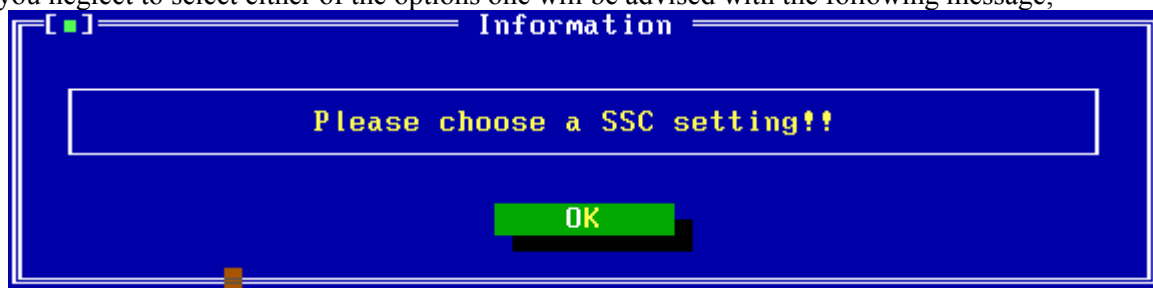 you neglect to select either of the options one will be advised with the following message;
Information
Please choose a SSC setting!!
OK